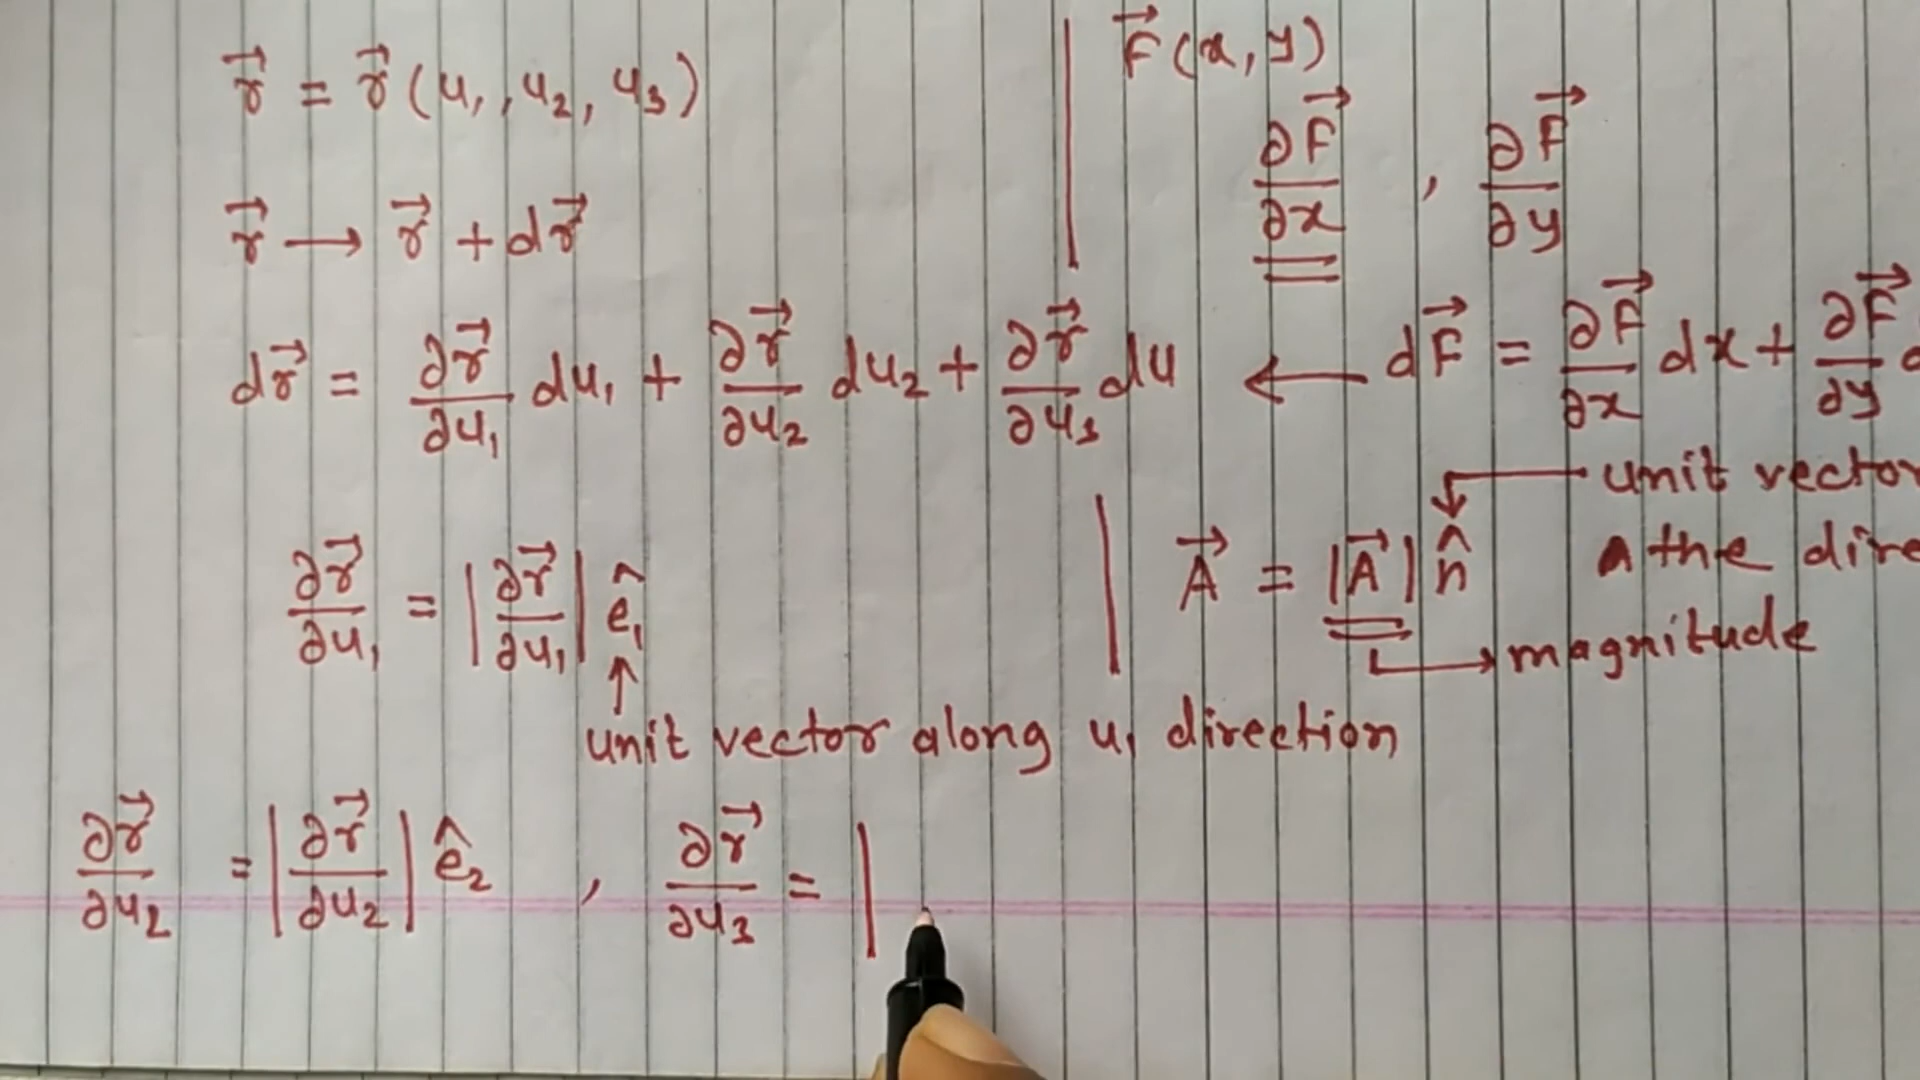 r⃗ = r⃗ (u₁, u₂, u₃)
F⃗ (x, y)
∂F⃗/∂x , ∂F⃗/∂y
r⃗ → r⃗ + dr⃗
dr⃗ = ∂r⃗/∂u₁ du₁ + ∂r⃗/∂u₂ du₂ + ∂r⃗/∂u₃ du ← dF⃗ = ∂F⃗/∂x dx + ∂F⃗/∂y
unit vector
the
∂r⃗/∂u₁ = |∂r⃗/∂u₁| ê₁
A⃗ = |A⃗| n̂
magnitude
unit vector along u₁ direction
∂r⃗/∂u₂ = |∂r⃗/∂u₂| ê₂ , ∂r⃗/∂u₃ = |